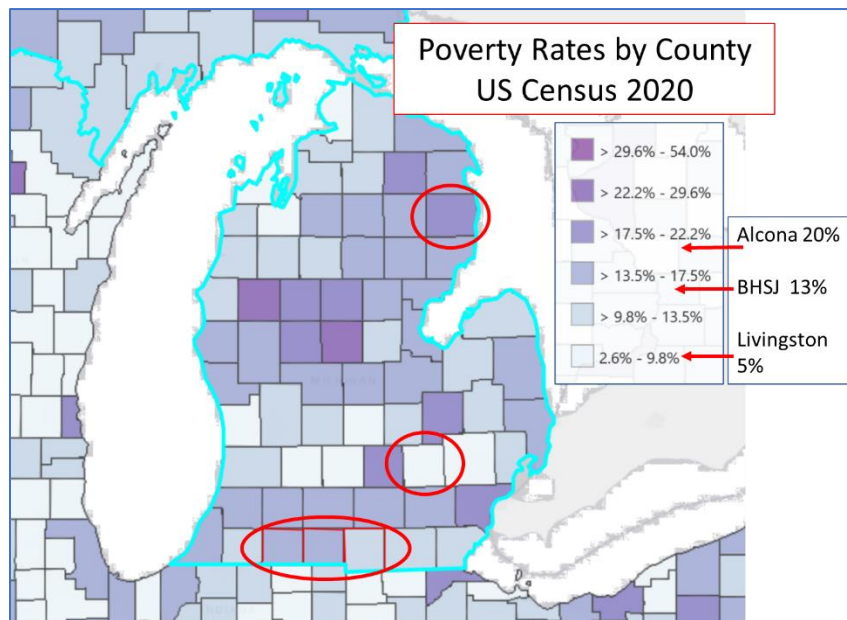 Poverty Rates by County
US Census 2020
> 29.6% - 54.0%
> 22.2% - 29.6%
> 17.5% - 22.2%
> 13.5% - 17.5%
> 9.8% - 13.5%
2.6% - 9.8%
Alcona 20%
BHSJ 13%
Livingston
5%